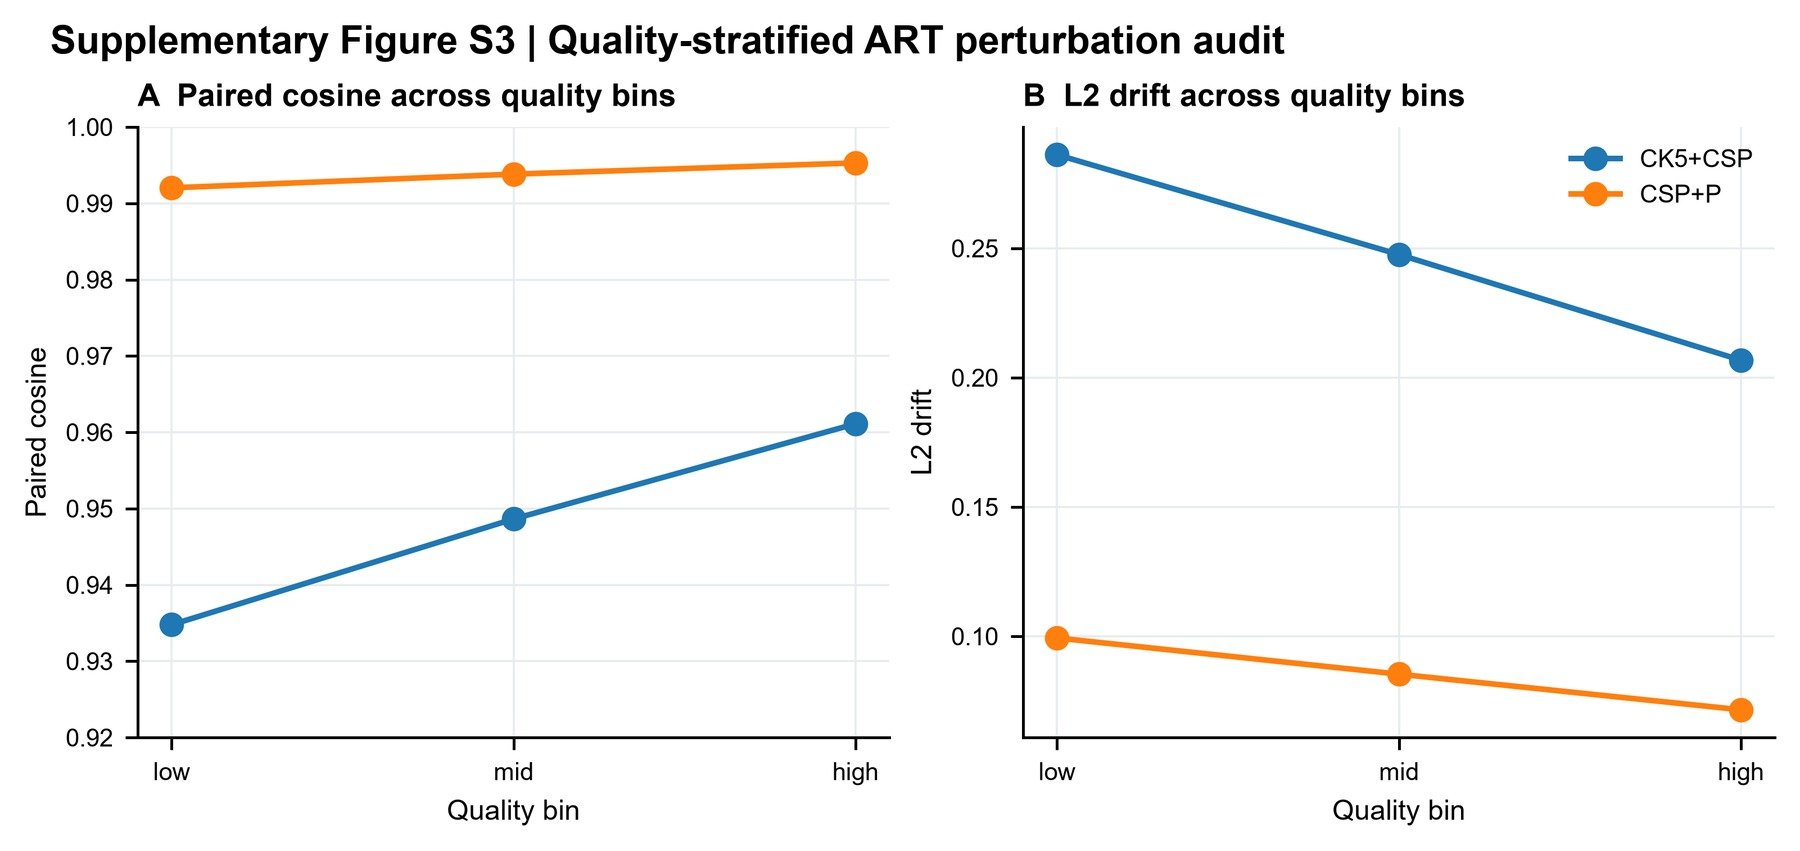 Supplementary Figure S3 | Quality-stratified ART perturbation audit
A Paired cosine across quality bins
1.00
0.99
0.98
0.97
0.96
0.95
0.94
0.93
0.92
Paired cosine
low mid high
Quality bin
B L2 drift across quality bins
CK5+CSP
CSP+P
0.25
0.20
0.15
0.10
L2 drift
low mid high
Quality bin